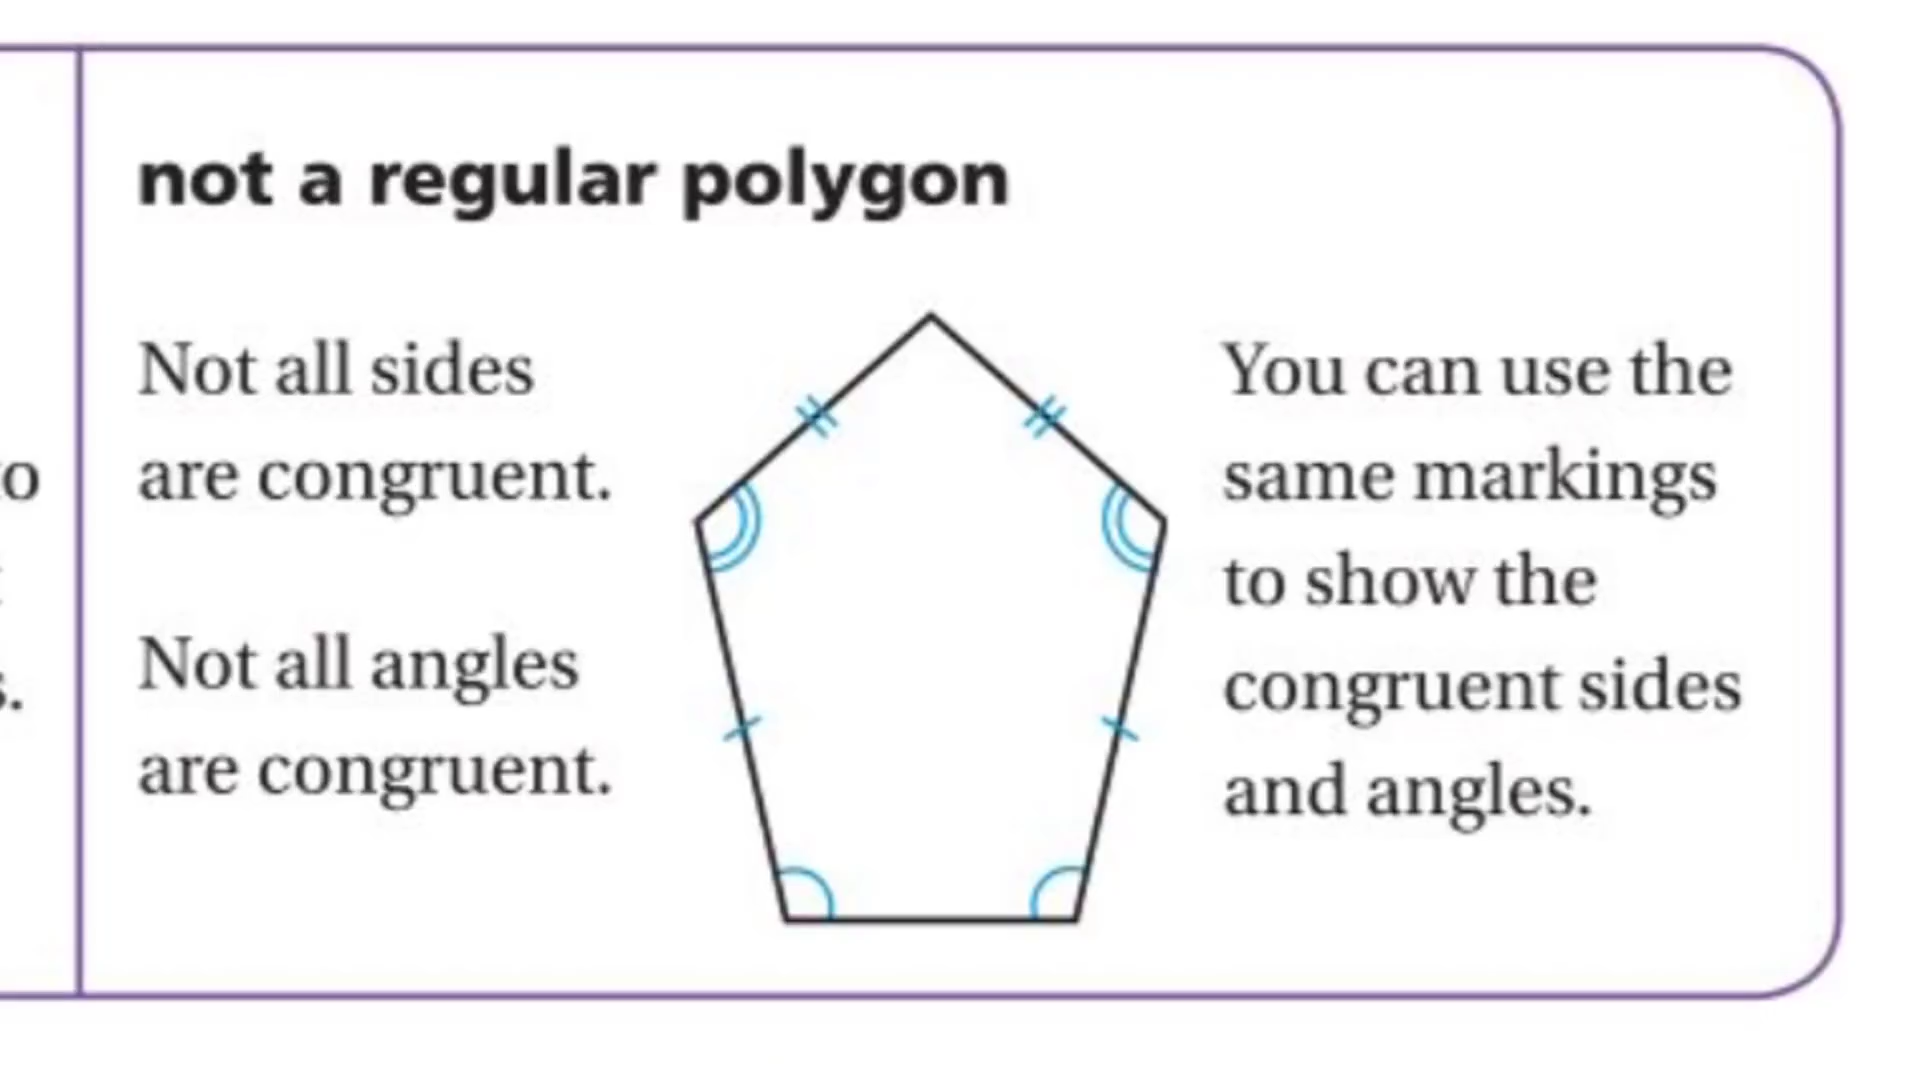 not a regular polygon
Not all sides
are congruent.
Not all angles
are congruent.
You can use the
same markings
to show the
congruent sides
and angles.